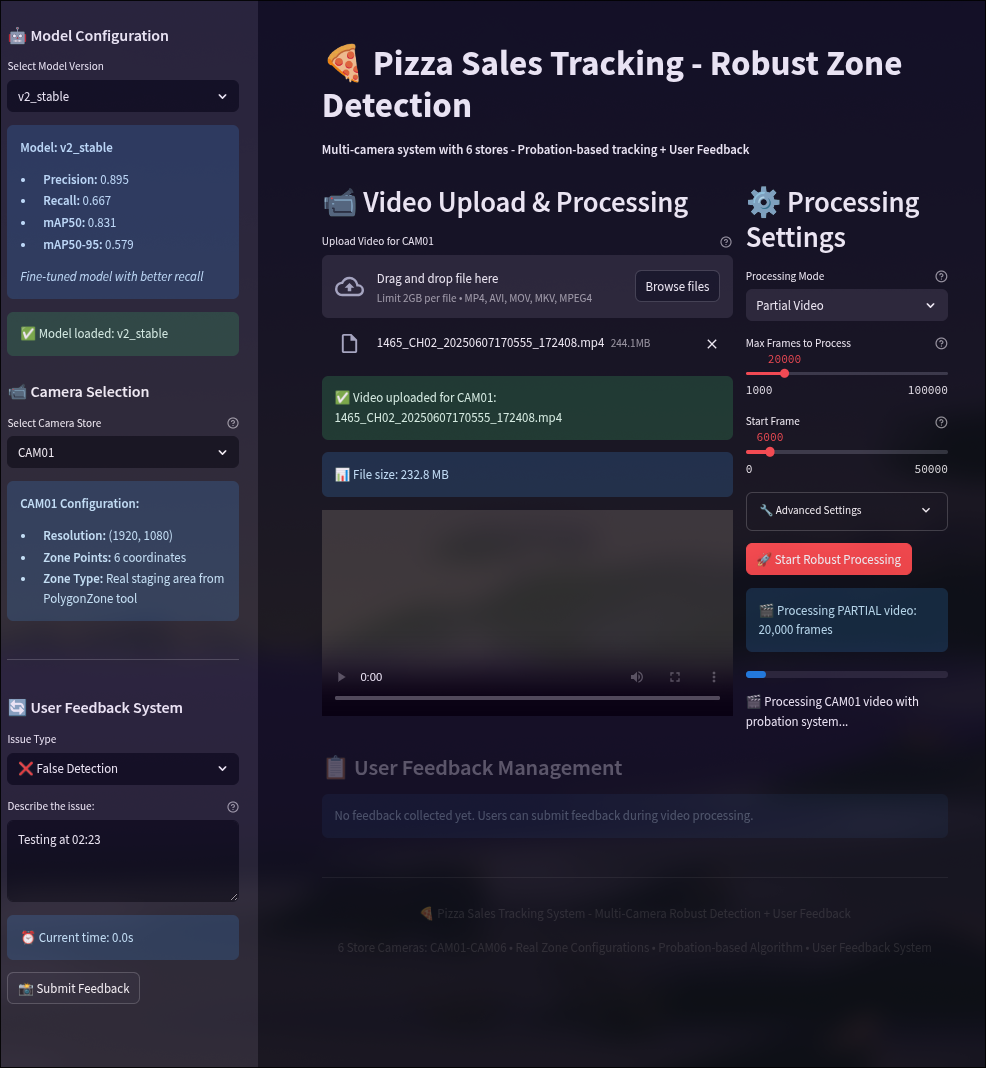 🤖 Model Configuration
Select Model Version
v2_stable
Model: v2_stable
• Precision: 0.895
• Recall: 0.667
• mAP50: 0.831
• mAP50-95: 0.579
Fine-tuned model with better recall
✅ Model loaded: v2_stable
📹 Camera Selection
Select Camera Store
CAM01
CAM01 Configuration:
• Resolution: (1920, 1080)
• Zone Points: 6 coordinates
• Zone Type: Real staging area from
PolygonZone tool
🔄 User Feedback System
Issue Type
❌ False Detection
Describe the issue:
Testing at 02:23
⏰ Current time: 0.0s
📸 Submit Feedback
🍕 Pizza Sales Tracking - Robust Zone
Detection
Multi-camera system with 6 stores - Probation-based tracking + User Feedback
📹 Video Upload & Processing
Upload Video for CAM01
Drag and drop file here
Limit 2GB per file • MP4, AVI, MOV, MKV, MPEG4
Browse files
1465_CH02_20250607170555_172408.mp4 244.1MB
✅ Video uploaded for CAM01:
1465_CH02_20250607170555_172408.mp4
📊 File size: 232.8 MB
0:00
⚙️ Processing
Settings
Processing Mode
Partial Video
Max Frames to Process
20000
1000 100000
Start Frame
6000
0 50000
🔧 Advanced Settings
🚀 Start Robust Processing
🎬 Processing PARTIAL video:
20,000 frames
🎬 Processing CAM01 video with
probation system...
📋 User Feedback Management
No feedback collected yet. Users can submit feedback during video processing.
🍕 Pizza Sales Tracking System - Multi-Camera Robust Detection + User Feedback
6 Store Cameras: CAM01-CAM06 • Real Zone Configurations • Probation-based Algorithm • User Feedback System